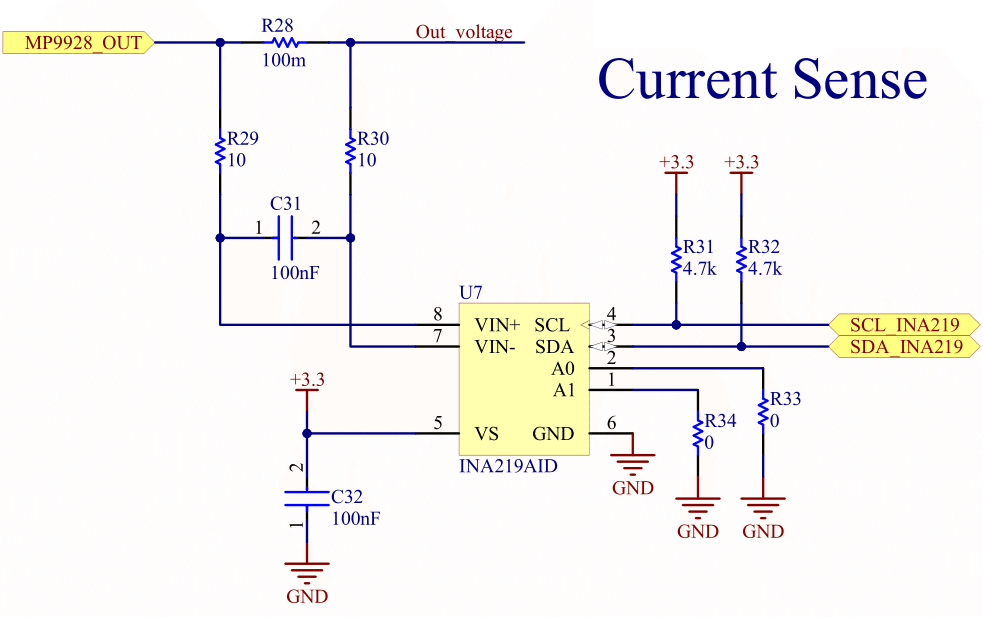 R28
MP9928_OUT
100m
Out_voltage
Current Sense
R29
10
R30
10
+3.3
+3.3
C31
1
2
100nF
R31
4.7k
R32
4.7k
U7
8
VIN+
SCL
4
SCL_INA219
7
VIN-
SDA
3
SDA_INA219
A0
2
A1
1
+3.3
R33
0
R34
0
5
VS
GND
6
INA219AID
GND
2
C32
100nF
1
GND
GND
GND